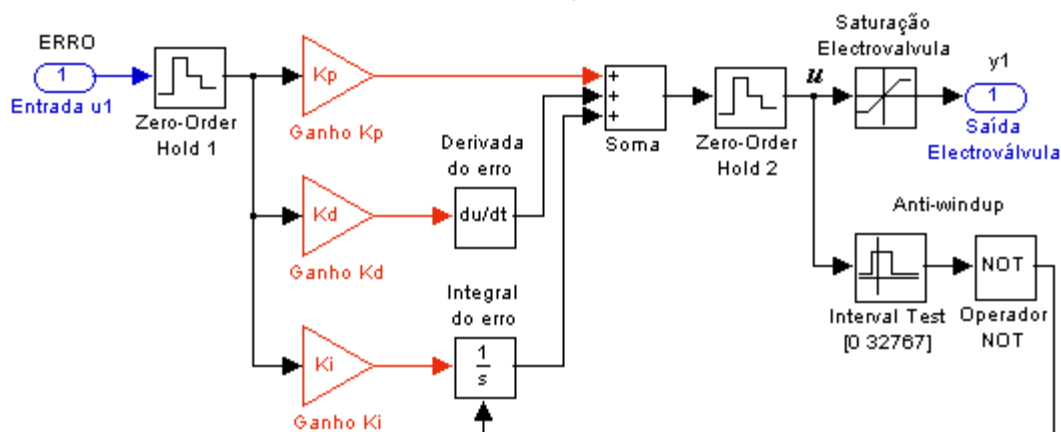 ERRO
1
Entrada u1
Zero-Order
Hold 1
Kp
Ganho Kp
Kd
Ganho Kd
Ki
Ganho Ki
Derivada
do erro
du/dt
Integral
do erro
1
s
+
+
+
Soma
Zero-Order
Hold 2
u
Saturação
Electrovalvula
y1
1
Saída
Electroválvula
Anti-windup
Interval Test
[0 32767]
NOT
Operador
NOT